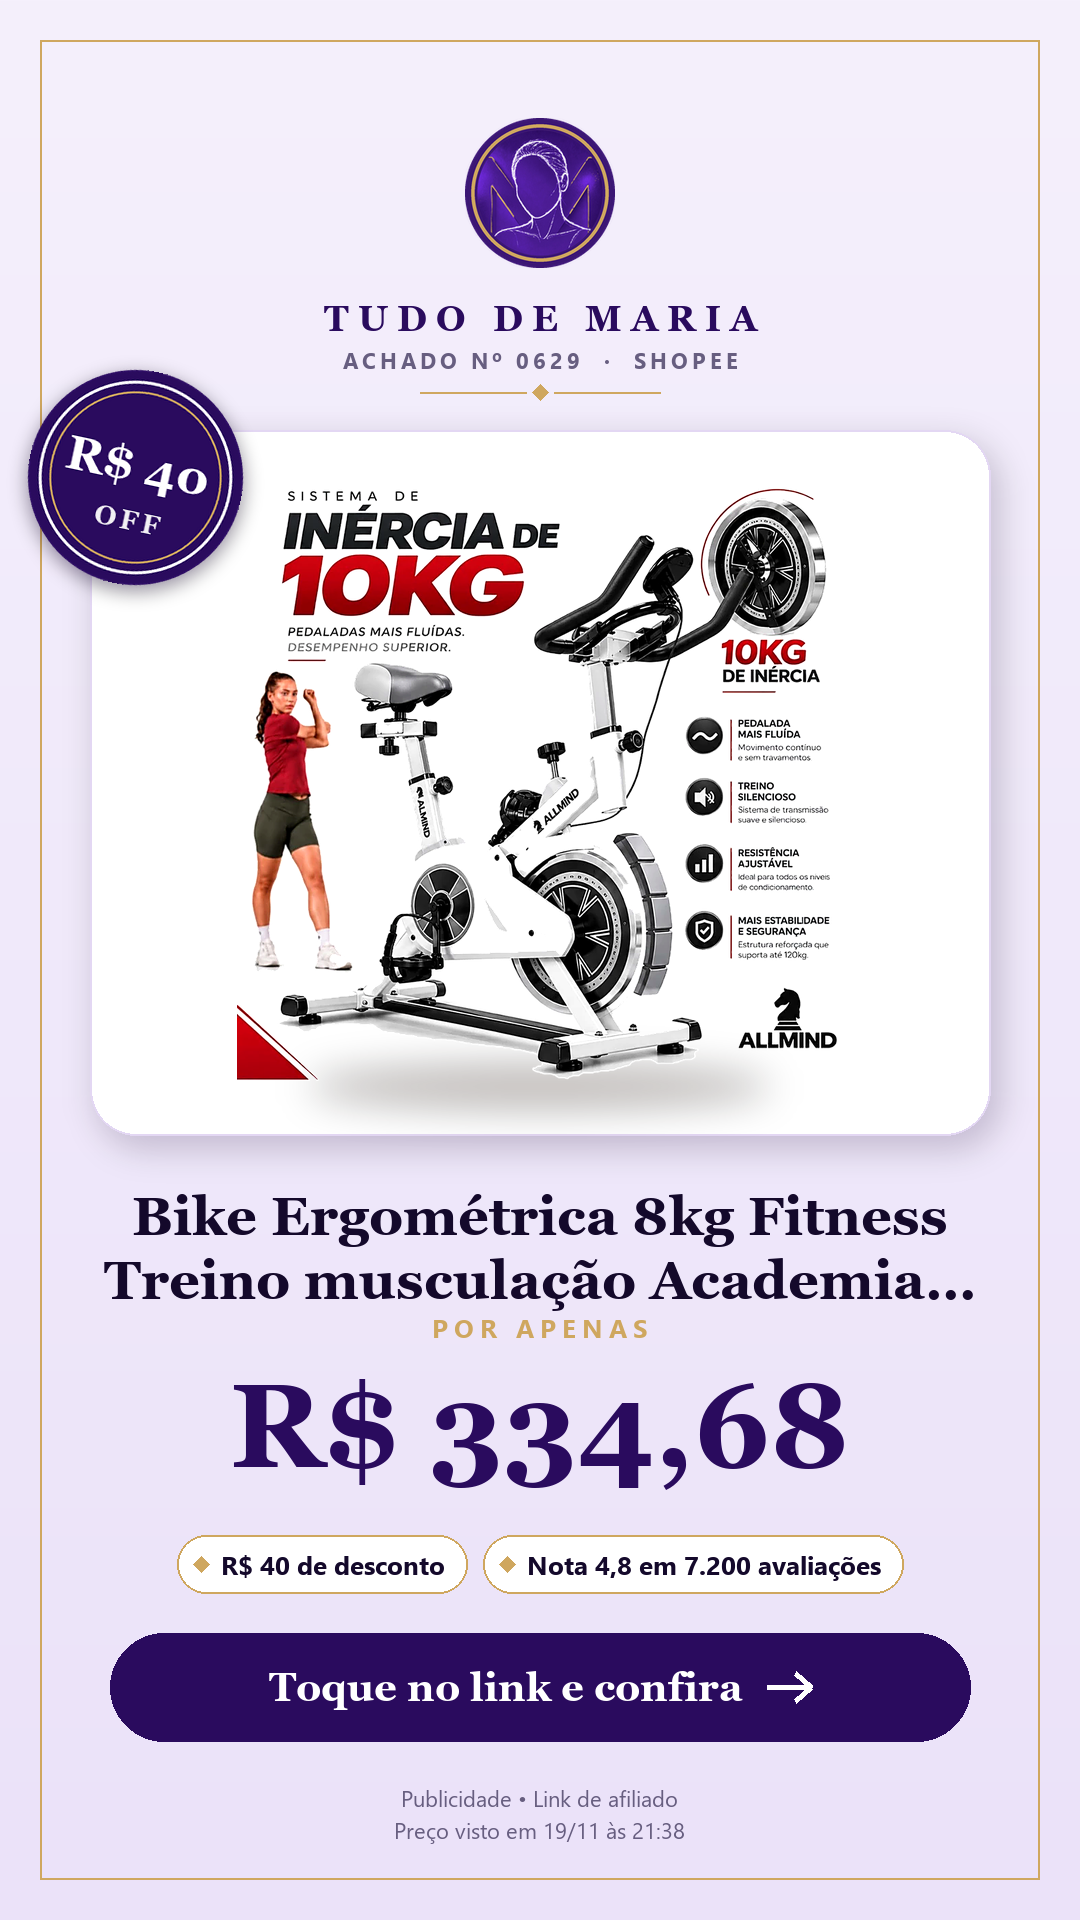 TUDO DE MARIA
ACHADO Nº 0629 · SHOPEE
R$ 40
OFF
SISTEMA DE
INÉRCIA DE
10KG
PEDALADAS MAIS FLUÍDAS.
DESEMPENHO SUPERIOR.
10KG
DE INÉRCIA
PEDALADA
MAIS FLUÍDA
Movimento contínuo
e sem travamentos
TREINO
SILENCIOSO
Sistema de transmissão
suave e silencioso
RESISTÊNCIA
AJUSTÁVEL
Ideal para todos os níveis
de condicionamento.
MAIS ESTABILIDADE
E SEGURANÇA
Estrutura reforçada que
suporta até 120kg.
ALLMIND
ALLMIND
ALLMIND
Bike Ergométrica 8kg Fitness
Treino musculação Academia...
POR APENAS
R$ 334,68
R$ 40 de desconto
Nota 4,8 em 7.200 avaliações
Toque no link e confira →
Publicidade • Link de afiliado
Preço visto em 19/11 às 21:38